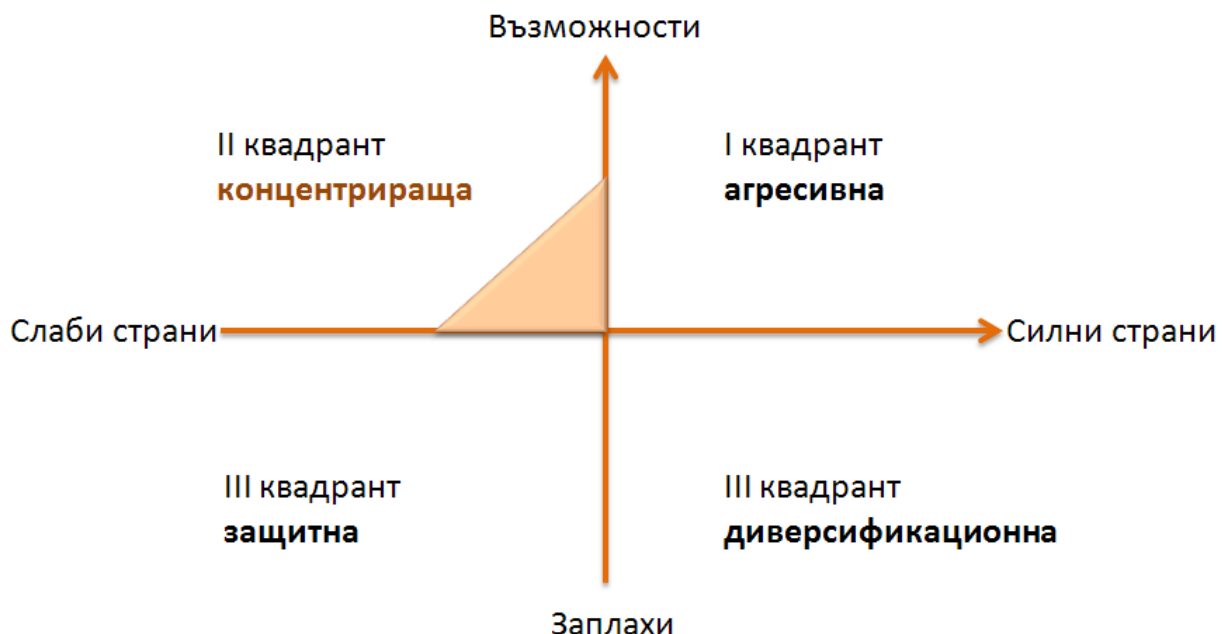 Възможности
II квадрант
концентрираща
I квадрант
агресивна
Слаби страни
Силни страни
III квадрант
защитна
III квадрант
диверсификационна
Заплахи